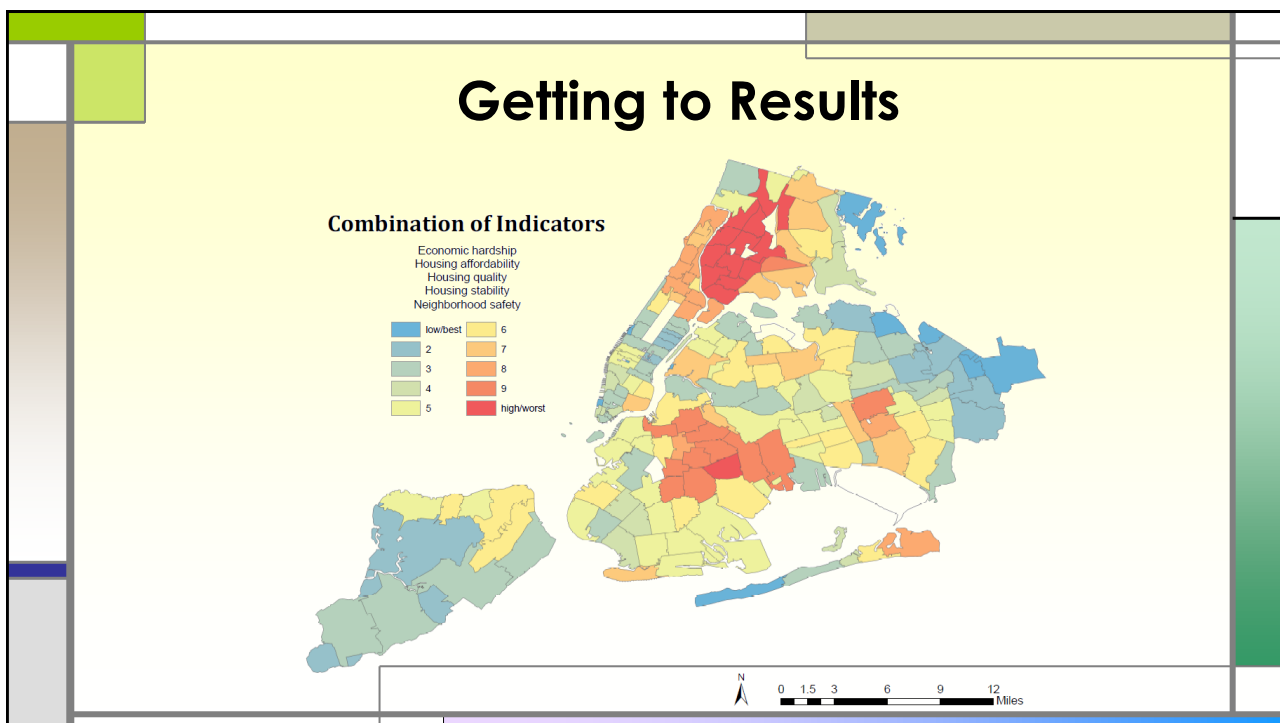 Getting to Results
Combination of Indicators
Economic hardship
Housing affordability
Housing quality
Housing stability
Neighborhood safety
low/best
2
3
4
5
6
7
8
9
high/worst
N
0 1.5 3 6 9 12
Miles